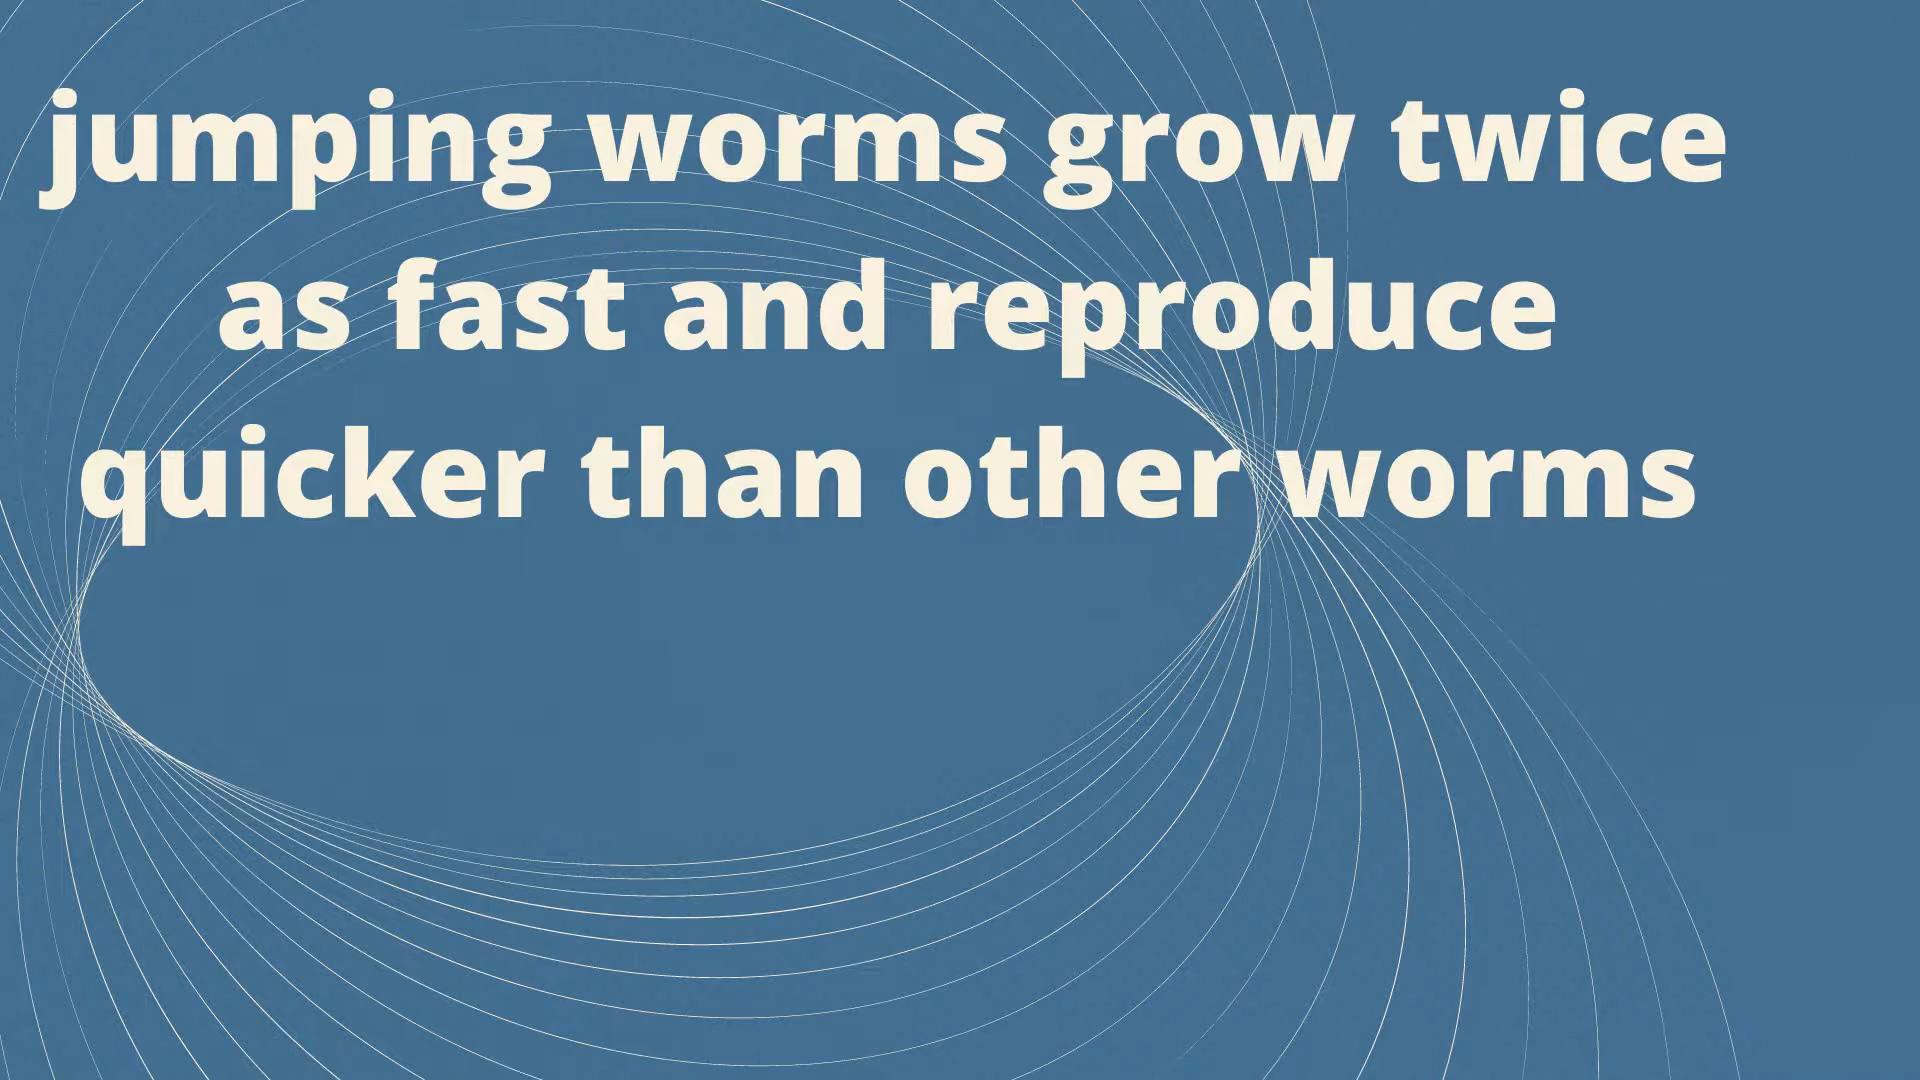 jumping worms grow twice
as fast and reproduce
quicker than other worms